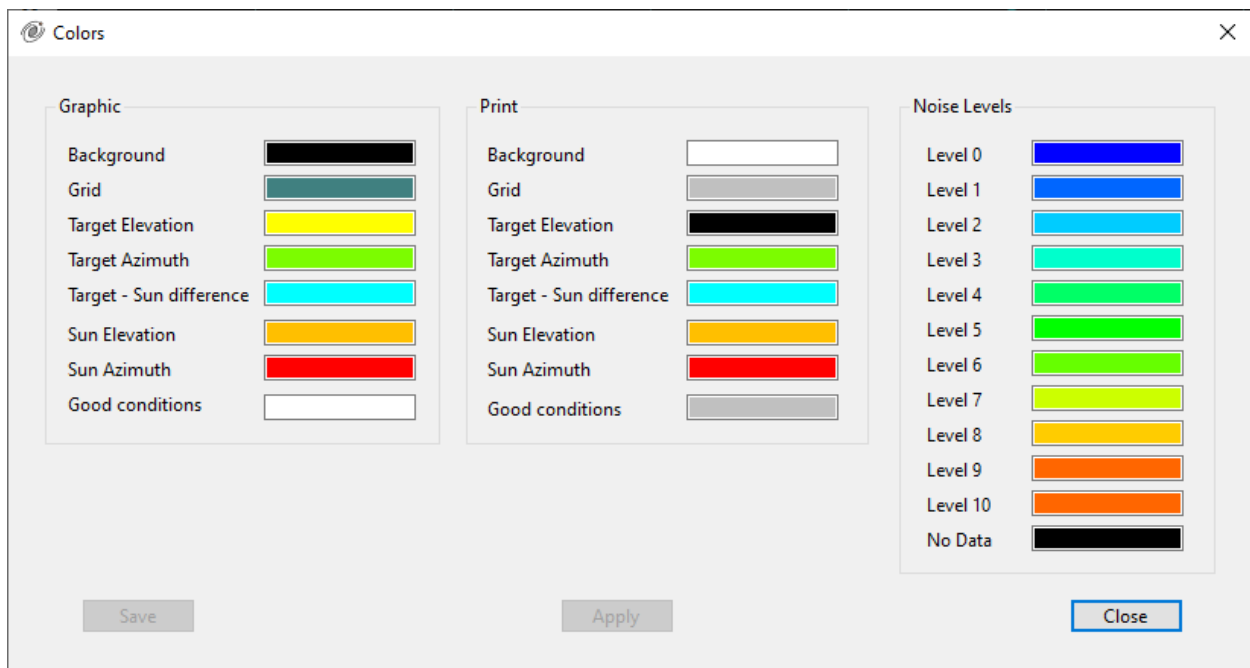 Colors
Graphic
Background
Grid
Target Elevation
Target Azimuth
Target - Sun difference
Sun Elevation
Sun Azimuth
Good conditions
Print
Background
Grid
Target Elevation
Target Azimuth
Target - Sun difference
Sun Elevation
Sun Azimuth
Good conditions
Noise Levels
Level 0
Level 1
Level 2
Level 3
Level 4
Level 5
Level 6
Level 7
Level 8
Level 9
Level 10
No Data
Save
Apply
Close